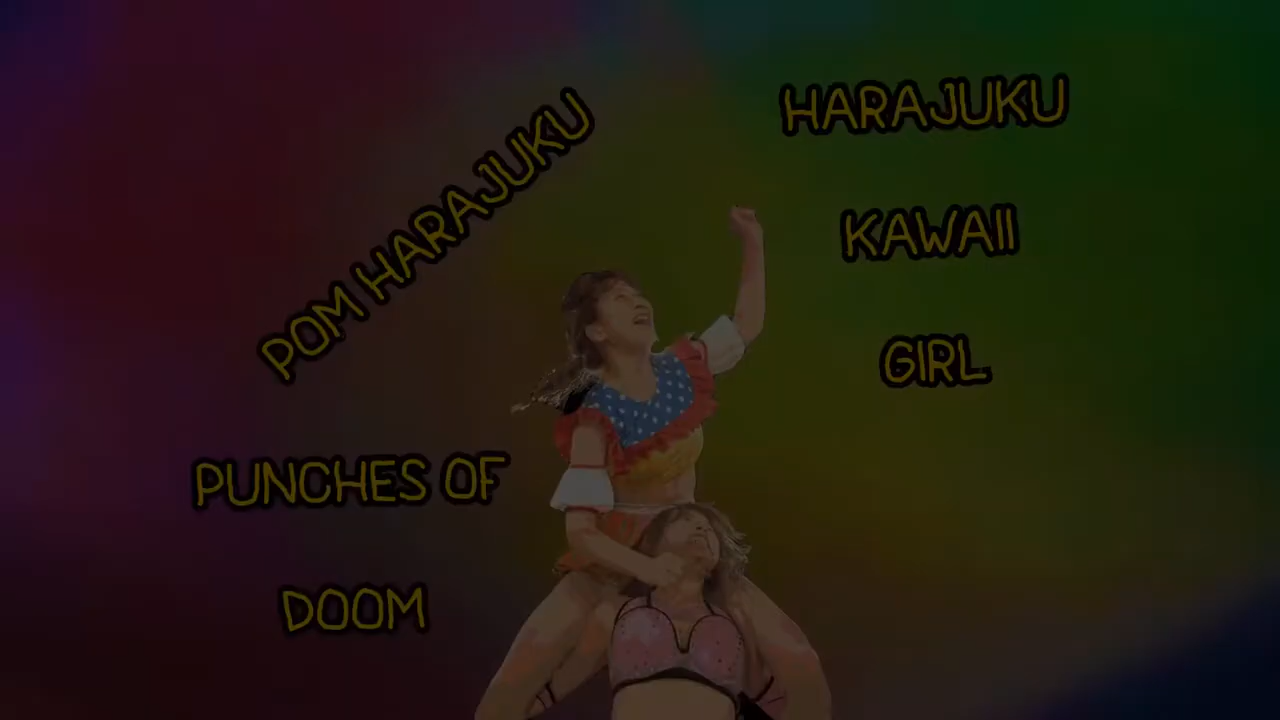 POM HARAJUKU
PUNCHES OF
DOOM
HARAJUKU
KAWAII
GIRL